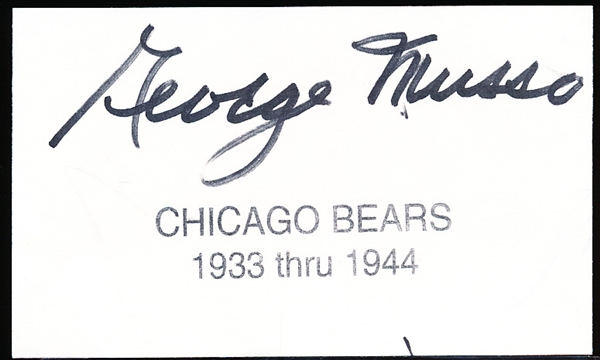 George Musso
CHICAGO BEARS
1933 thru 1944